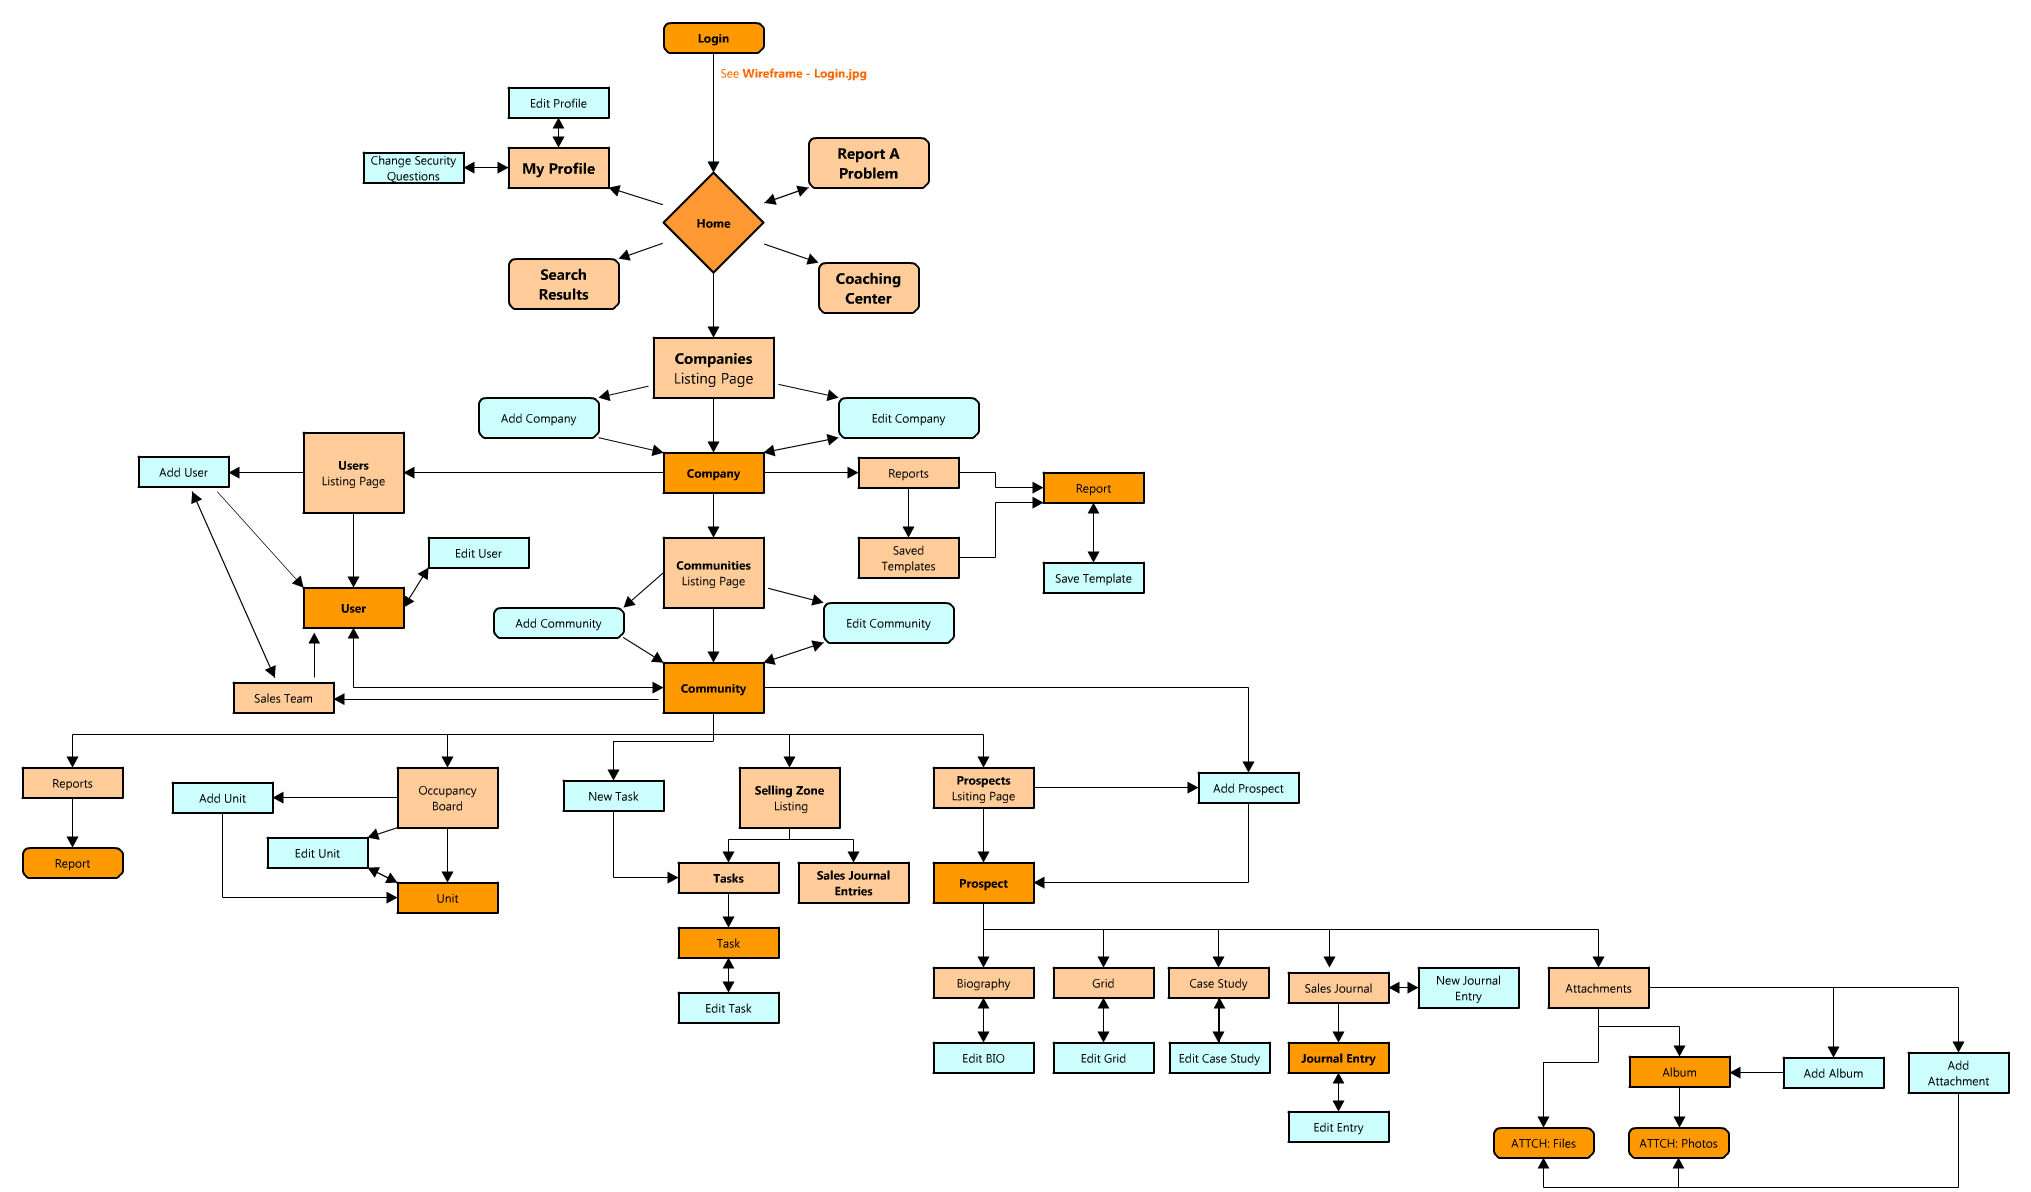 Login
See Wireframe - Login.jpg
Edit Profile
Change Security
Questions
My Profile
Report A
Problem
Home
Search
Results
Coaching
Center
Companies
Listing Page
Add Company
Edit Company
Add User
Users
Listing Page
Company
Reports
Report
Edit User
Communities
Listing Page
Saved
Templates
Save Template
User
Add Community
Edit Community
Sales Team
Community
Reports
Add Unit
Occupancy
Board
New Task
Selling Zone
Listing
Prospects
Lsiting Page
Add Prospect
Report
Edit Unit
Unit
Tasks
Sales Journal
Entries
Prospect
Task
Edit Task
Biography
Grid
Case Study
Sales Journal
New Journal
Entry
Attachments
Edit BIO
Edit Grid
Edit Case Study
Journal Entry
Album
Add Album
Add
Attachment
Edit Entry
ATTCH: Files
ATTCH: Photos